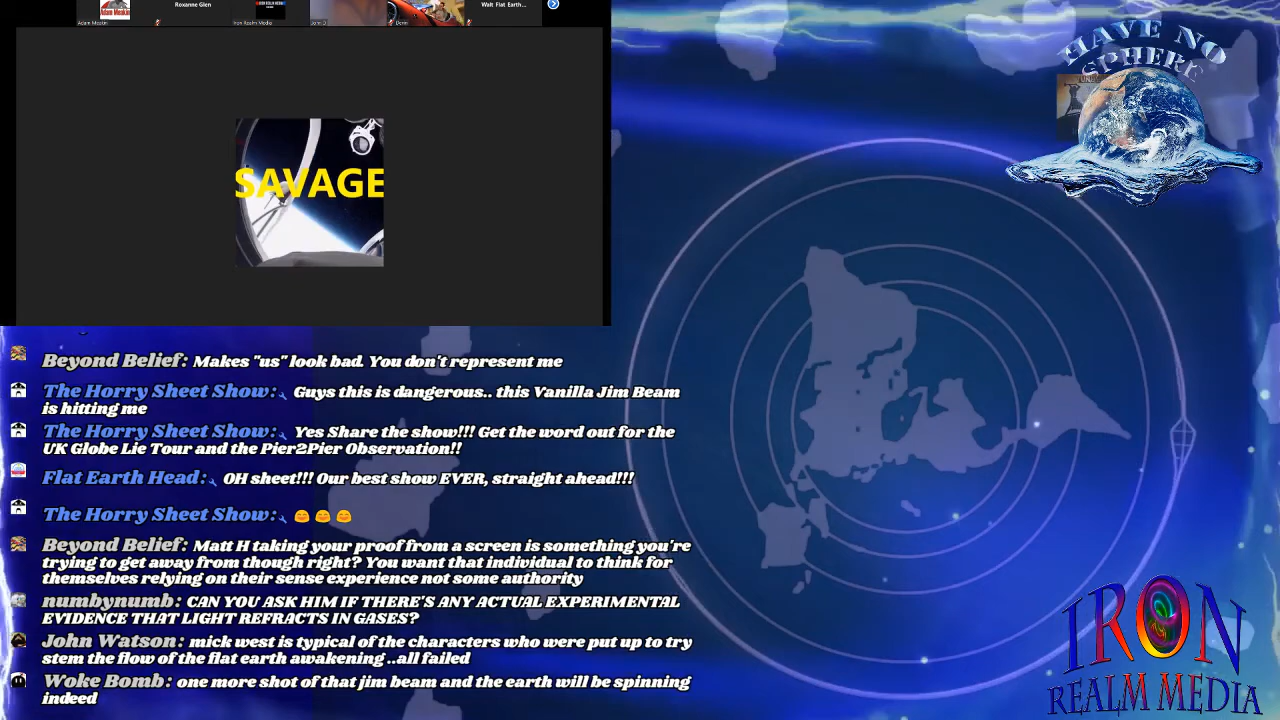 Adam Meakin
Roxanne Glen
Iron Realm Media
John D
Derm
Walt Flat Earth...
HAVE NO
SPHERE
SAVAGE
Beyond Belief: Makes "us" look bad. You don't represent me
The Horry Sheet Show: Guys this is dangerous.. this Vanilla Jim Beam
is hitting me
The Horry Sheet Show: Yes Share the show!!! Get the word out for the
UK Globe Lie Tour and the Pier2Pier Observation!!
Flat Earth Head: OH sheet!!! Our best show EVER, straight ahead!!!
The Horry Sheet Show: 😊 😊 😊
Beyond Belief: Matt H taking your proof from a screen is something you're
trying to get away from though right? You want that individual to think for
themselves relying on their sense experience not some authority
numbynumb: CAN YOU ASK HIM IF THERE'S ANY ACTUAL EXPERIMENTAL
EVIDENCE THAT LIGHT REFRACTS IN GASES?
John Watson: mick west is typical of the characters who were put up to try
stem the flow of the flat earth awakening ..all failed
Woke Bomb: one more shot of that jim beam and the earth will be spinning
indeed
IRON
REALM MEDIA